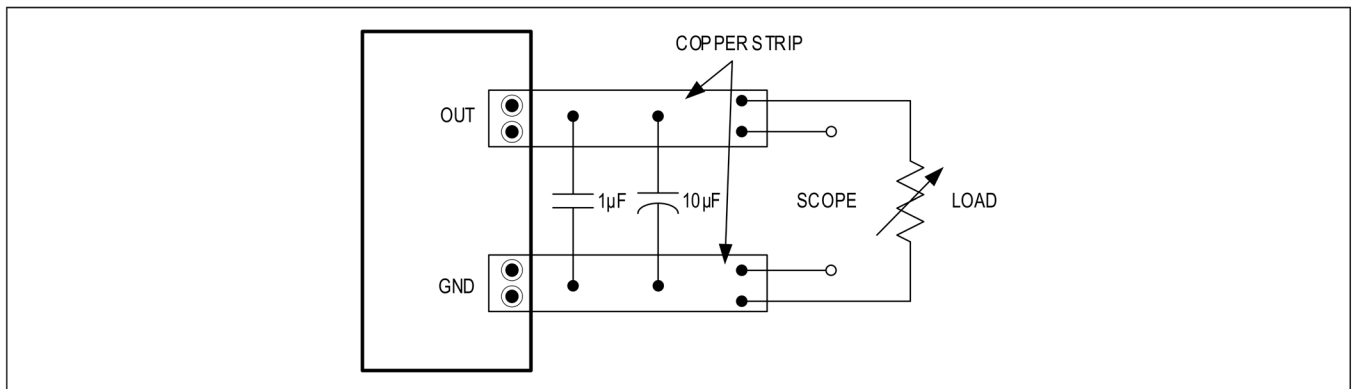 COPPER STRIP
OUT
1µF
10µF
SCOPE
LOAD
GND